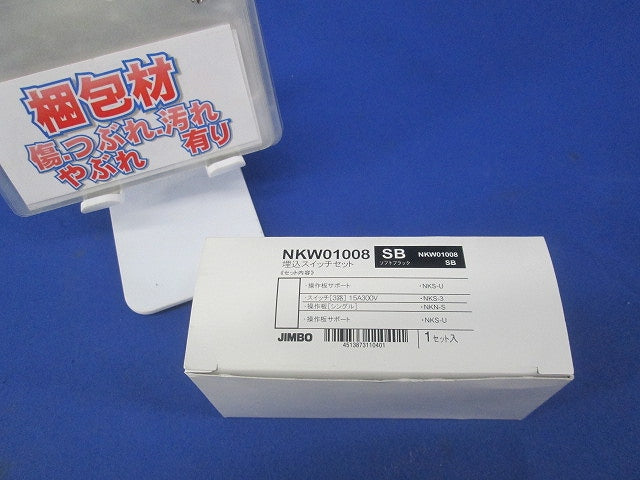 梱包材
傷、つぶれ、汚れ
やぶれ 有り
NKW01008 SB NKW01008
埋込スイッチセット ソフトブラック SB
《セット内容》
・操作板サポート ・NKS-U
・スイッチ[3路] 15A300V ・NKS-3
・操作板[シングル] ・NKN-S
・操作板サポート ・NKS-U
JIMBO 4513873110401 1セット入